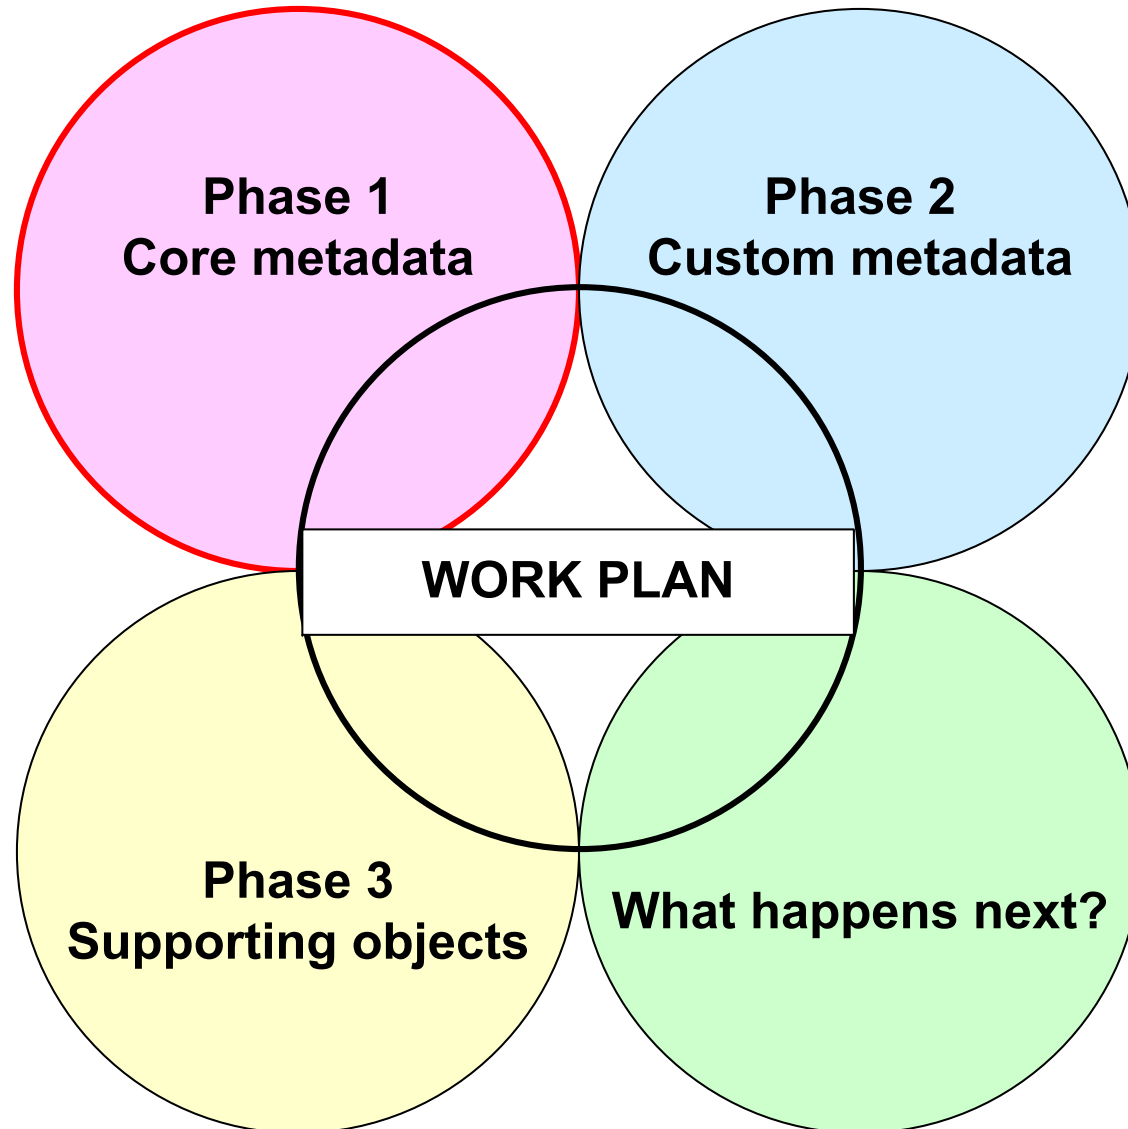 Phase 1
Core metadata
Phase 2
Custom metadata
WORK PLAN
Phase 3
Supporting objects
What happens next?